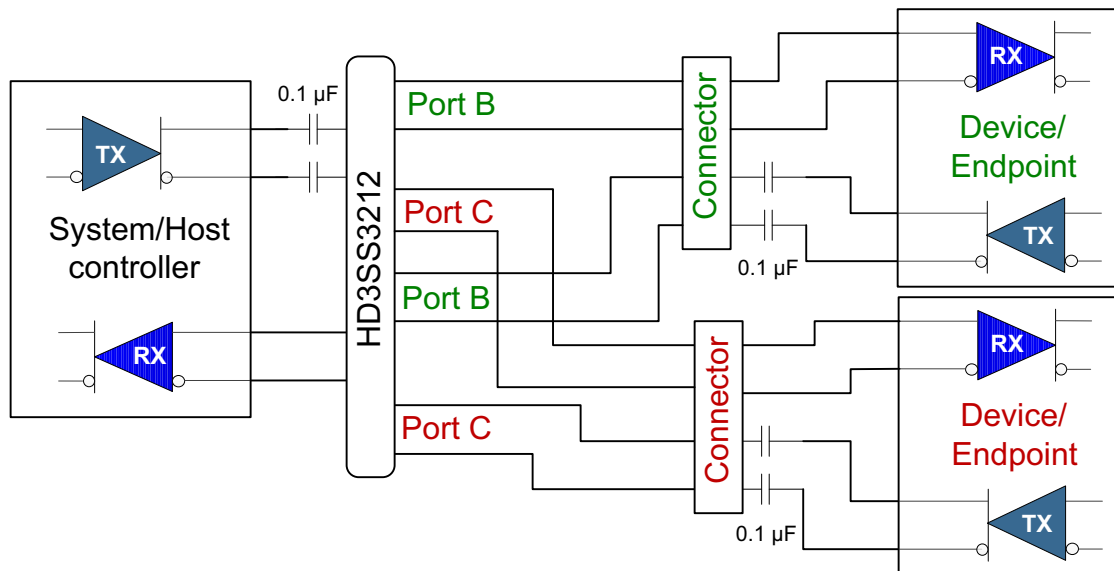 TX
System/Host
controller
RX
0.1 µF
HD3SS3212
Port B
Port C
Port B
Port C
Connector
0.1 µF
Connector
0.1 µF
RX
Device/
Endpoint
TX
RX
Device/
Endpoint
TX